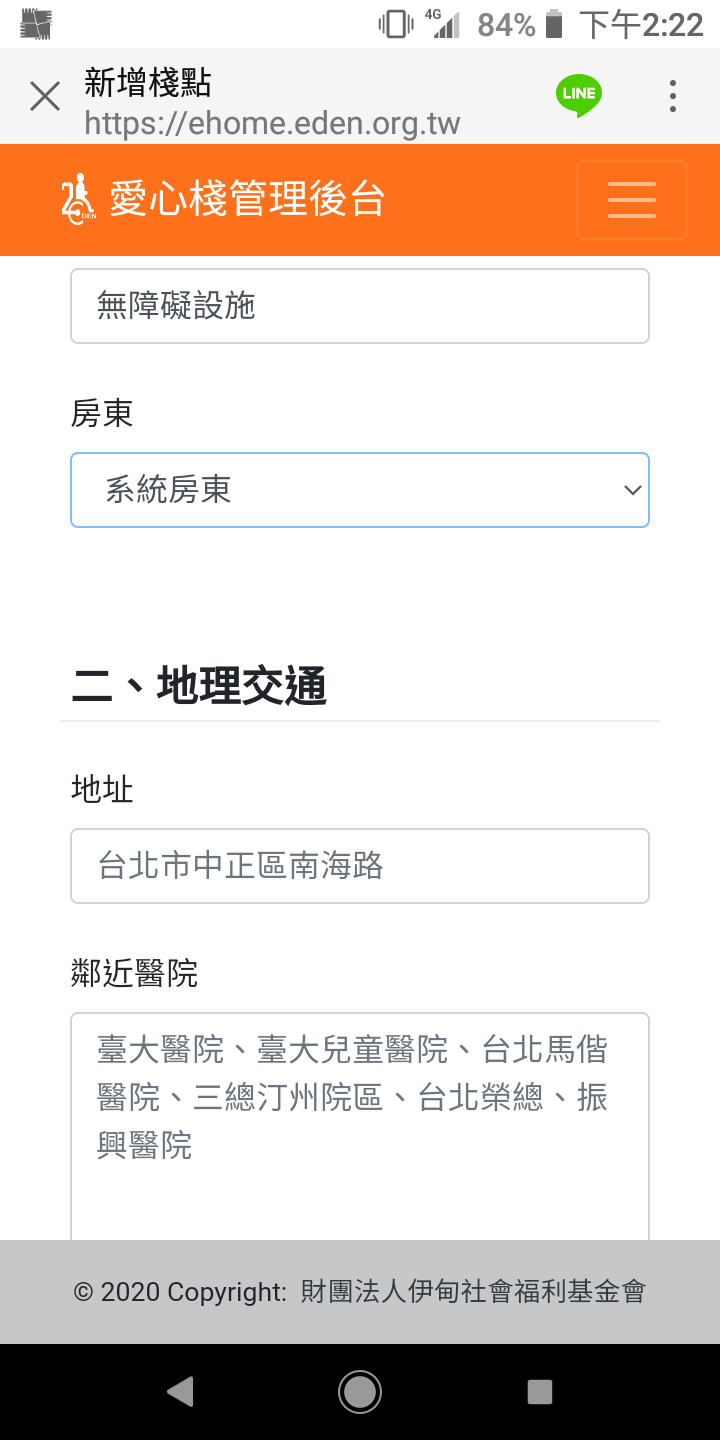 4G 84% 下午2:22
新增棧點
https://ehome.eden.org.tw
LINE
EDEN 愛心棧管理後台
無障礙設施
房東
系統房東
二、地理交通
地址
台北市中正區南海路
鄰近醫院
臺大醫院、臺大兒童醫院、台北馬偕
醫院、三總汀州院區、台北榮總、振
興醫院
© 2020 Copyright: 財團法人伊甸社會福利基金會